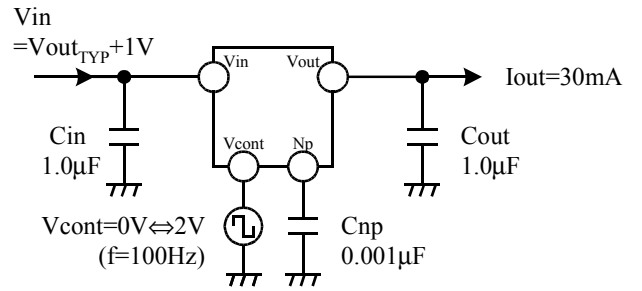 Vin
=VoutTYP+1V
Vin
Vout
Iout=30mA
Cin
1.0µF
Vcont
Np
Cout
1.0µF
Vcont=0V⇔2V
(f=100Hz)
Cnp
0.001µF